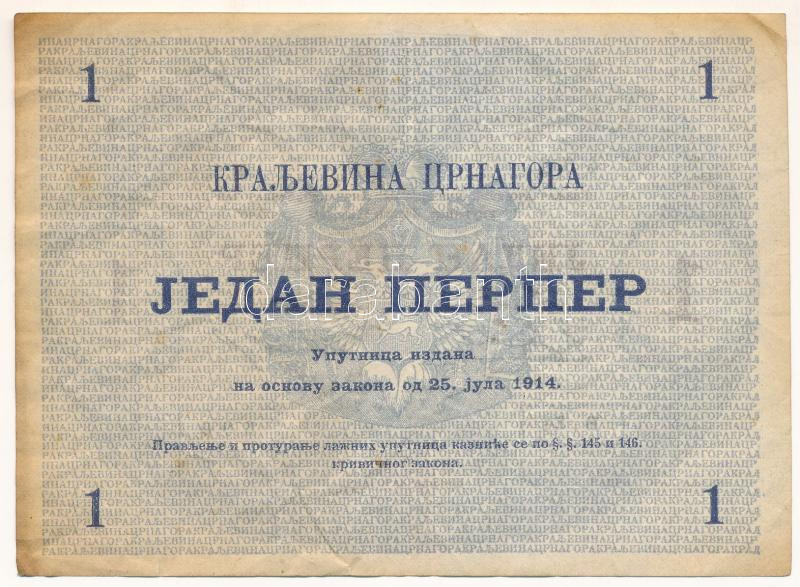 1 1
КРАЉЕВИНА ЦРНАГОРА
ЈЕДАН ПЕРПЕР
darabanth
Упутница издана
на основу закона од 25. јула 1914.
Прављење и протурање лажних упутница казниће се по §. §. 145 и 146.
кривичног закона.
1 1